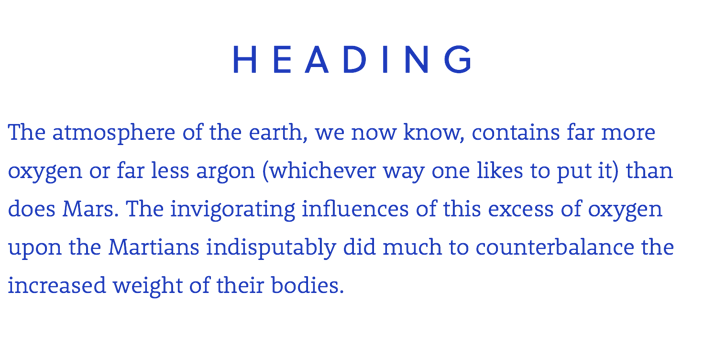 HEADING
The atmosphere of the earth, we now know, contains far more
oxygen or far less argon (whichever way one likes to put it) than
does Mars. The invigorating influences of this excess of oxygen
upon the Martians indisputably did much to counterbalance the
increased weight of their bodies.